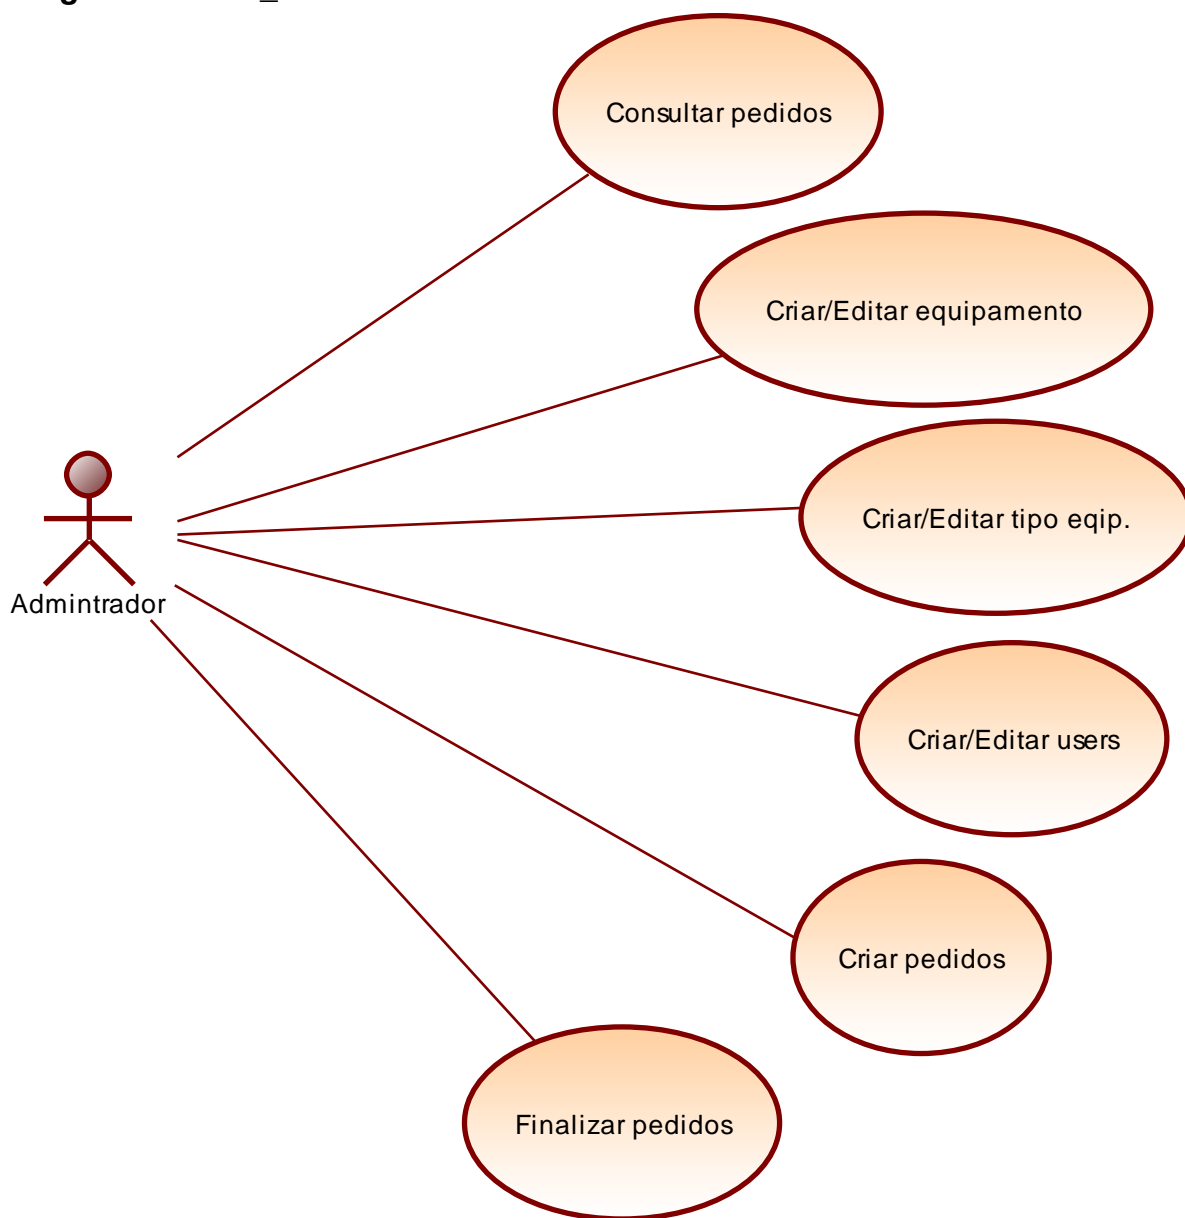 Consultar pedidos
Criar/Editar equipamento
Criar/Editar tipo eqip.
Admintrador
Criar/Editar users
Criar pedidos
Finalizar pedidos